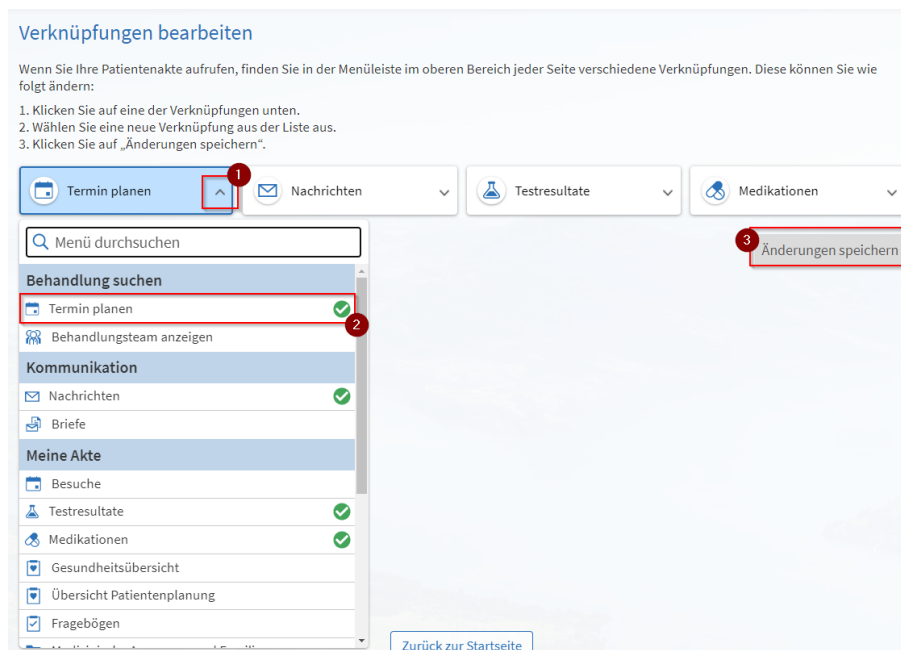 Verknüpfungen bearbeiten
Wenn Sie Ihre Patientenakte aufrufen, finden Sie in der Menüleiste im oberen Bereich jeder Seite verschiedene Verknüpfungen. Diese können Sie wie
folgt ändern:
1. Klicken Sie auf eine der Verknüpfungen unten.
2. Wählen Sie eine neue Verknüpfung aus der Liste aus.
3. Klicken Sie auf „Änderungen speichern“.
1
Termin planen
Nachrichten
Testresultate
Medikationen
Menü durchsuchen
3
Änderungen speichern
Behandlung suchen
Termin planen
2
Behandlungsteam anzeigen
Kommunikation
Nachrichten
Briefe
Meine Akte
Besuche
Testresultate
Medikationen
Gesundheitsübersicht
Übersicht Patientenplanung
Fragebögen
Zurück zur Startseite